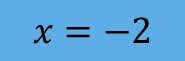 x = −2